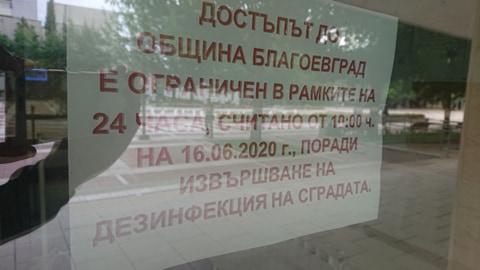 ДОСТЪПЪТ ДО
ОБЩИНА БЛАГОЕВГРАД
Е ОГРАНИЧЕН В РАМКИТЕ НА
24 ЧАСА, СЧИТАНО ОТ 10:00 ч.
НА 16.06.2020 г., ПОРАДИ
ИЗВЪРШВАНЕ НА
ДЕЗИНФЕКЦИЯ НА СГРАДАТА.